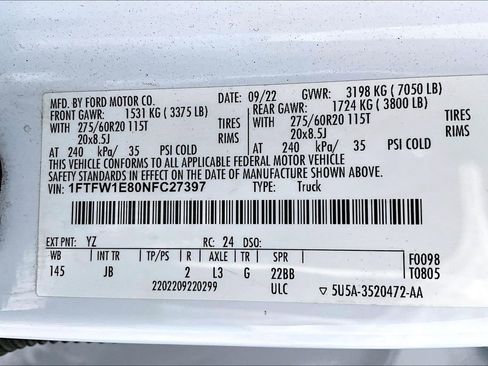 MFD. BY FORD MOTOR CO. 09/22 GVWR: 3198 KG ( 7050 LB)
FRONT GAWR: 1531 KG ( 3375 LB) REAR GAWR: 1724 KG ( 3800 LB)
WITH 275/60R20 115T TIRES WITH 275/60R20 115T TIRES
20x8.5J RIMS 20x8.5J RIMS
AT 240 kPa/ 35 PSI COLD AT 240 kPa/ 35 PSI COLD
THIS VEHICLE CONFORMS TO ALL APPLICABLE FEDERAL MOTOR VEHICLE
SAFETY STANDARDS IN EFFECT ON THE DATE OF MANUFACTURE SHOWN ABOVE.
VIN: 1FTFW1E80NFC27397 TYPE: Truck
EXT PNT: YZ RC: 24 DSO:
WB INT TR TP/PS R AXLE TR SPR F0098
145 JB 2 L3 G 22BB T0805
2202209220299 ULC ▽ 5U5A-3520472-AA